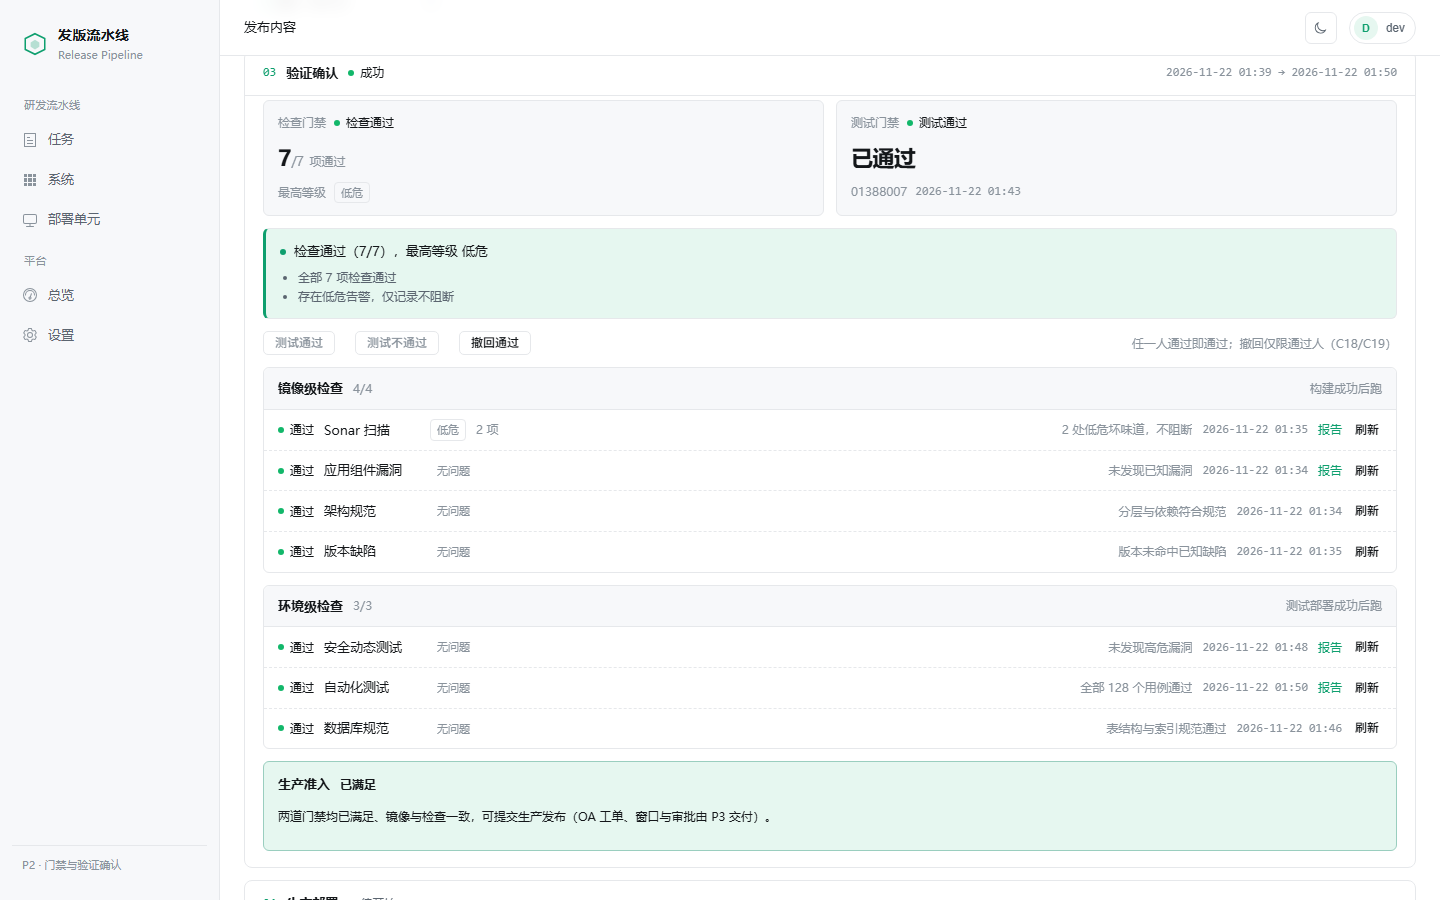 发版流水线
Release Pipeline
研发流水线
任务
系统
部署单元
平台
总览
设置
P2 · 门禁与验证确认
发布内容
D dev
03 验证确认 成功 2026-11-22 01:39 → 2026-11-22 01:50
检查门禁 检查通过
7/7 项通过
最高等级 低危
测试门禁 测试通过
已通过
01388007 2026-11-22 01:43
检查通过（7/7），最高等级 低危
全部 7 项检查通过
存在低危告警，仅记录不阻断
测试通过 测试不通过 撤回通过 任一人通过即通过；撤回仅限通过人（C18/C19）
镜像级检查 4/4 构建成功后跑
通过 Sonar 扫描 低危 2 项 2 处低危坏味道，不阻断 2026-11-22 01:35 报告 刷新
通过 应用组件漏洞 无问题 未发现已知漏洞 2026-11-22 01:34 报告 刷新
通过 架构规范 无问题 分层与依赖符合规范 2026-11-22 01:34 刷新
通过 版本缺陷 无问题 版本未命中已知缺陷 2026-11-22 01:35 刷新
环境级检查 3/3 测试部署成功后跑
通过 安全动态测试 无问题 未发现高危漏洞 2026-11-22 01:48 报告 刷新
通过 自动化测试 无问题 全部 128 个用例通过 2026-11-22 01:50 报告 刷新
通过 数据库规范 无问题 表结构与索引规范通过 2026-11-22 01:46 刷新
生产准入 已满足
两道门禁均已满足、镜像与检查一致，可提交生产发布（OA 工单、窗口与审批由 P3 交付）。